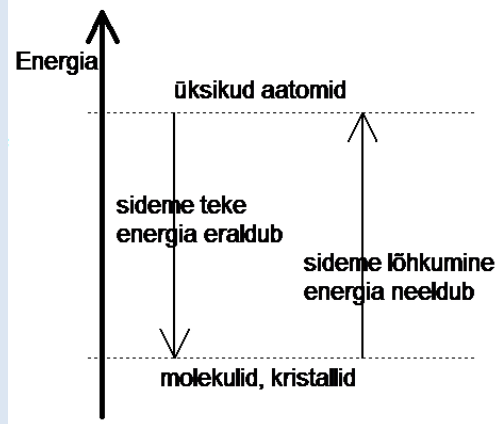 Energia
üksikud aatomid
sideme teke
energia eraldub
sideme lõhkumine
energia neeldub
molekulid, kristallid